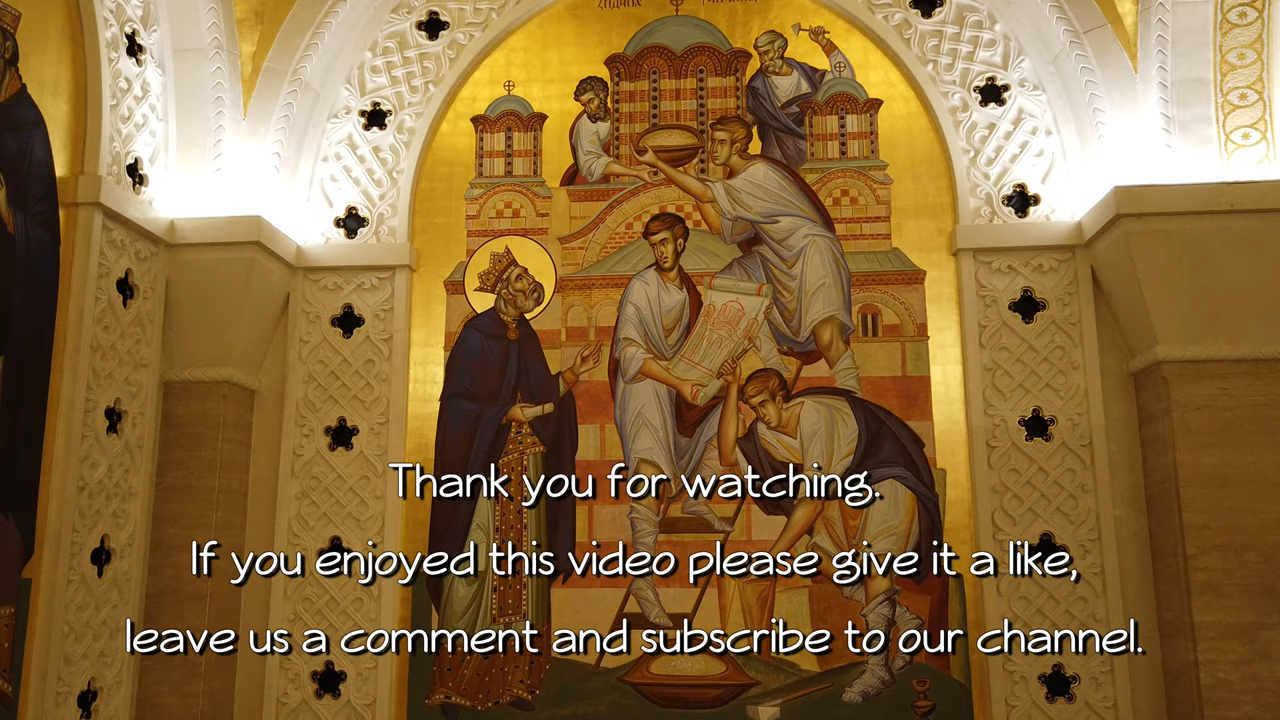 Thank you for watching.
If you enjoyed this video please give it a like,
leave us a comment and subscribe to our channel.